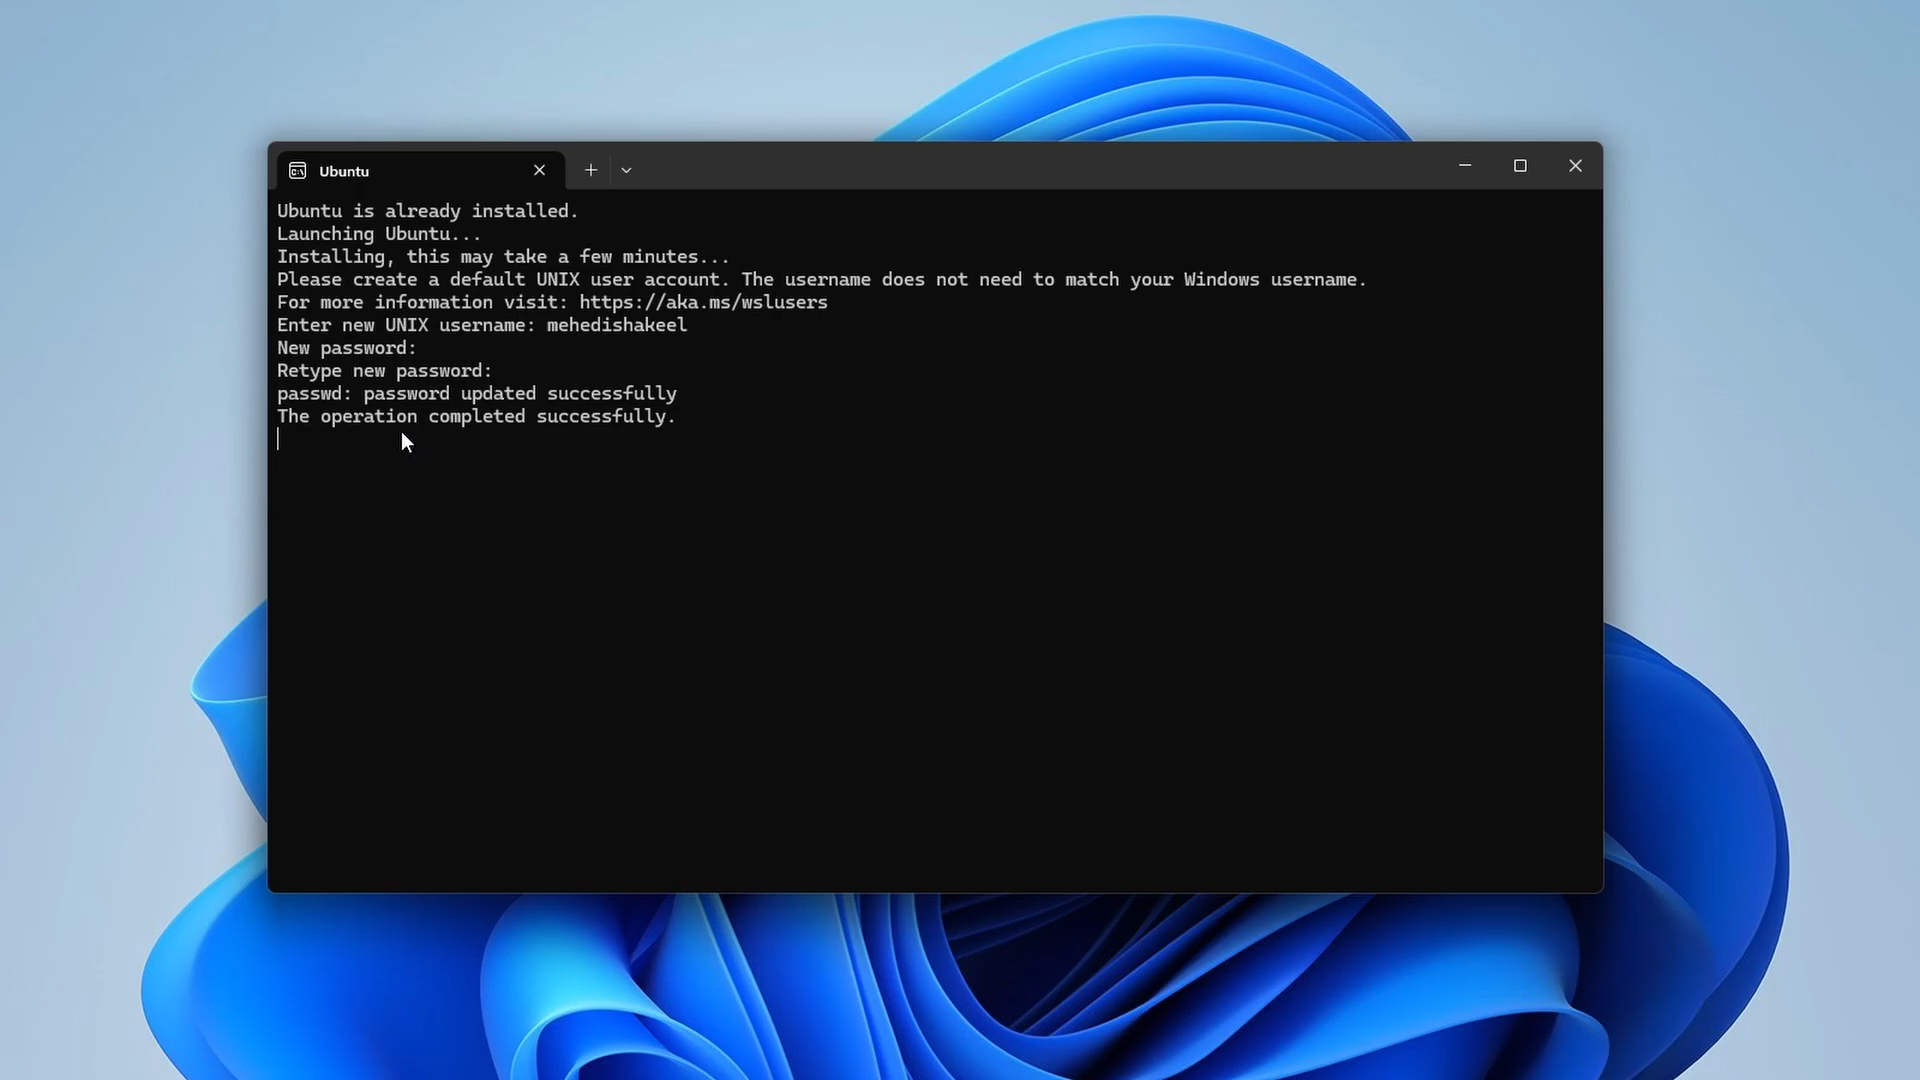 Ubuntu
Ubuntu is already installed.
Launching Ubuntu...
Installing, this may take a few minutes...
Please create a default UNIX user account. The username does not need to match your Windows username.
For more information visit: https://aka.ms/wslusers
Enter new UNIX username: mehedishakeel
New password:
Retype new password:
passwd: password updated successfully
The operation completed successfully.